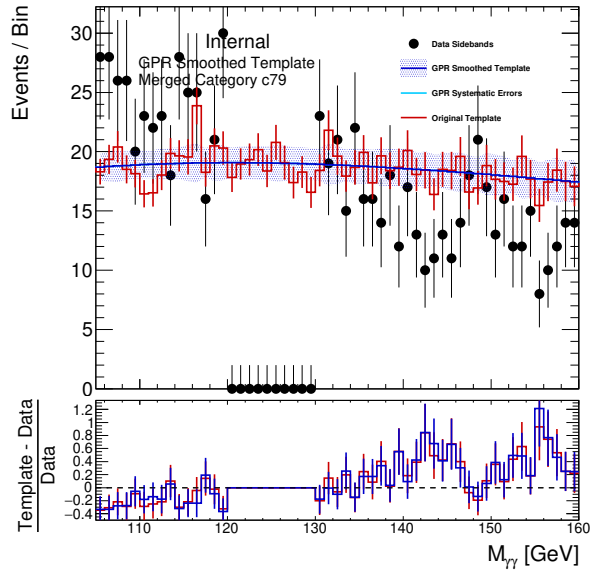 Events / Bin
30
25
20
15
10
5
0
Internal
GPR Smoothed Template
Merged Category c79
Data Sidebands
GPR Smoothed Template
GPR Systematic Errors
Original Template
Template - Data
Data
1.2
1
0.8
0.6
0.4
0.2
0
−0.2
−0.4
110 120 130 140 150 160
Mγγ [GeV]